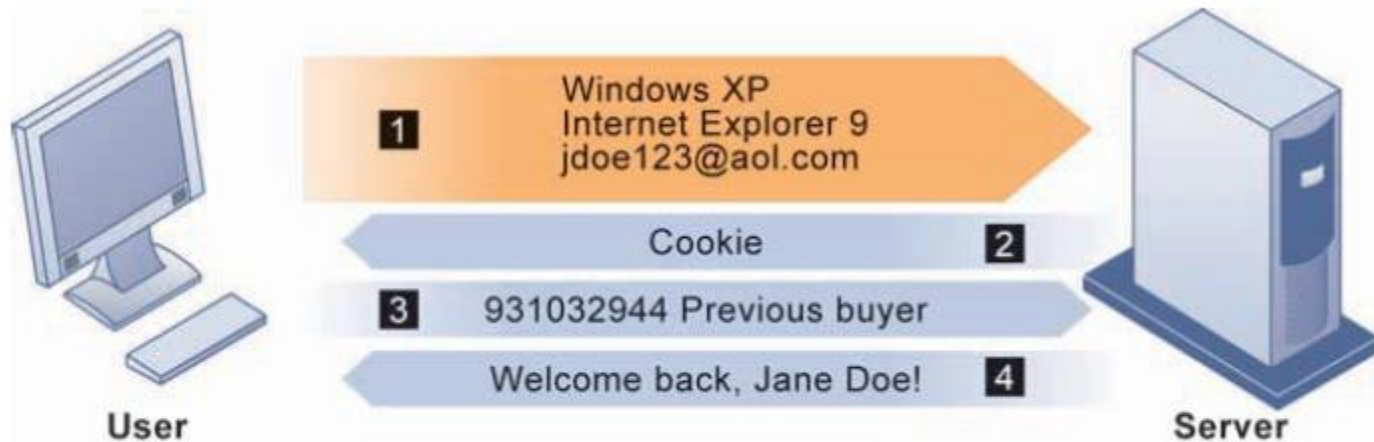 1
Windows XP
Internet Explorer 9
jdoe123@aol.com
Cookie 2
3 931032944 Previous buyer
Welcome back, Jane Doe! 4
User
Server